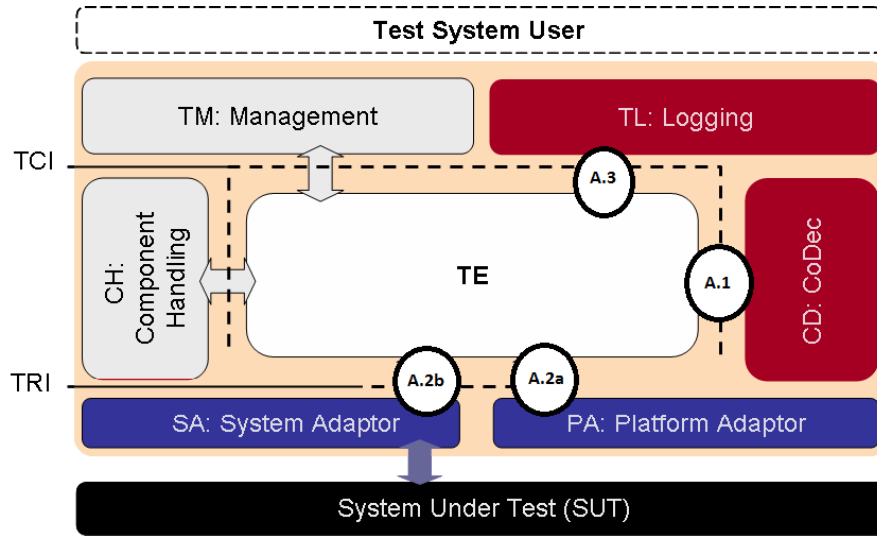 Test System User
TM: Management
TL: Logging
TCI
A.3
CH:
Component
Handling
TE
A.1
CD: CoDec
TRI
A.2b
A.2a
SA: System Adaptor
PA: Platform Adaptor
System Under Test (SUT)